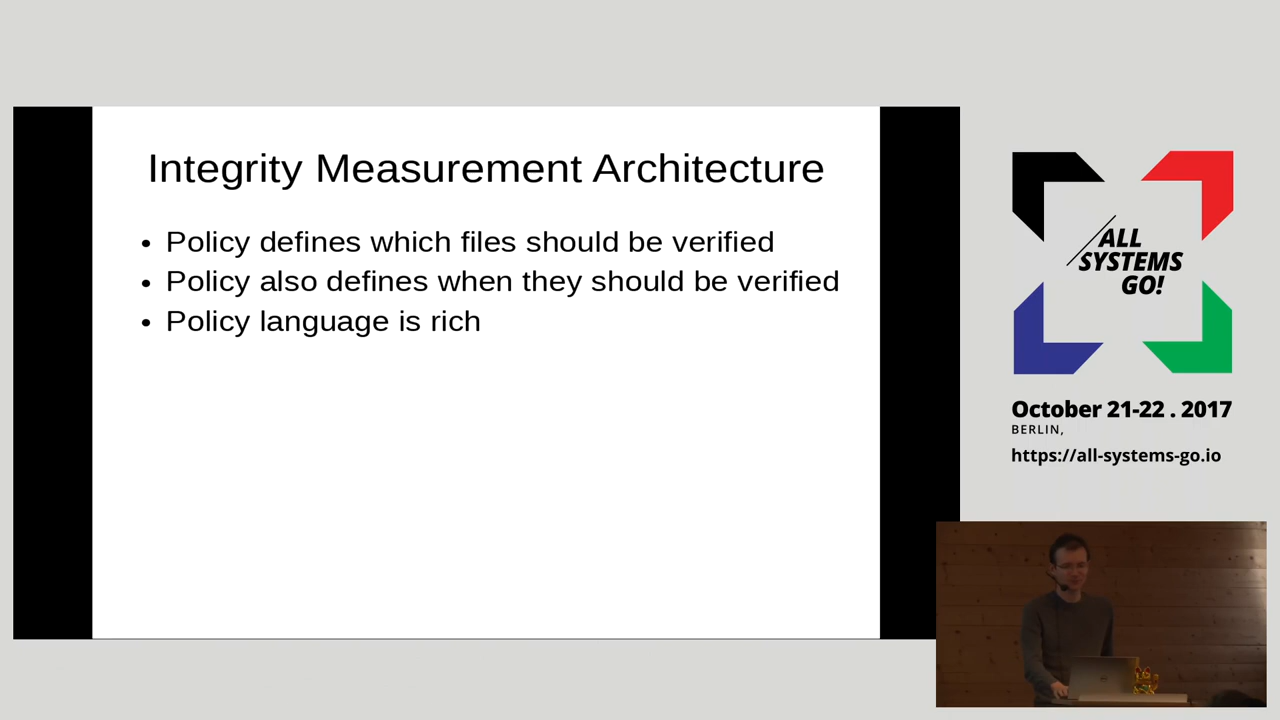 Integrity Measurement Architecture
• Policy defines which files should be verified
• Policy also defines when they should be verified
• Policy language is rich
ALL
SYSTEMS
GO!
October 21-22 . 2017
BERLIN,
https://all-systems-go.io